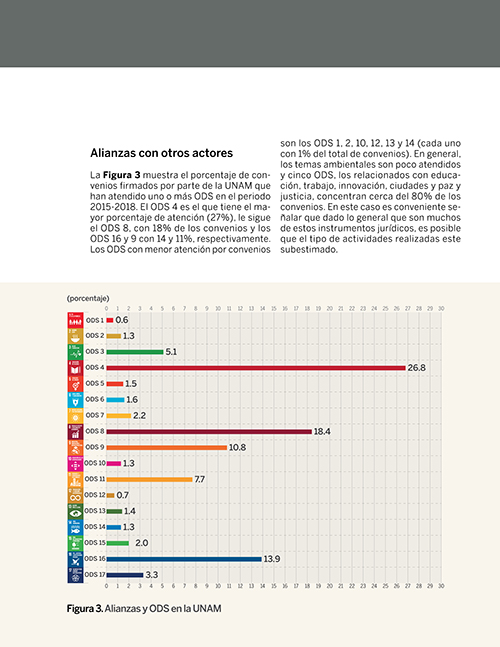 Alianzas con otros actores
La Figura 3 muestra el porcentaje de con-
venios firmados por parte de la UNAM que
han atendido uno o más ODS en el periodo
2015-2018. El ODS 4 es el que tiene el ma-
yor porcentaje de atención (27%), le sigue
el ODS 8, con 18% de los convenios y los
ODS 16 y 9 con 14 y 11%, respectivamente.
Los ODS con menor atención por convenios
son los ODS 1, 2, 10, 12, 13 y 14 (cada uno
con 1% del total de convenios). En general,
los temas ambientales son poco atendidos
y cinco ODS, los relacionados con educa-
ción, trabajo, innovación, ciudades y paz y
justicia, concentran cerca del 80% de los
convenios. En este caso es conveniente se-
ñalar que dado lo general que son muchos
de estos instrumentos jurídicos, es posible
que el tipo de actividades realizadas este
subestimado.
(porcentaje)
0 1 2 3 4 5 6 7 8 9 10 11 12 13 14 15 16 17 18 19 20 21 22 23 24 25 26 27 28 29 30
ODS 1 0.6
ODS 2 1.3
ODS 3 5.1
ODS 4 26.8
ODS 5 1.5
ODS 6 1.6
ODS 7 2.2
ODS 8 18.4
ODS 9 10.8
ODS 10 1.3
ODS 11 7.7
ODS 12 0.7
ODS 13 1.4
ODS 14 1.3
ODS 15 2.0
ODS 16 13.9
ODS 17 3.3
0 1 2 3 4 5 6 7 8 9 10 11 12 13 14 15 16 17 18 19 20 21 22 23 24 25 26 27 28 29 30
Figura 3. Alianzas y ODS en la UNAM